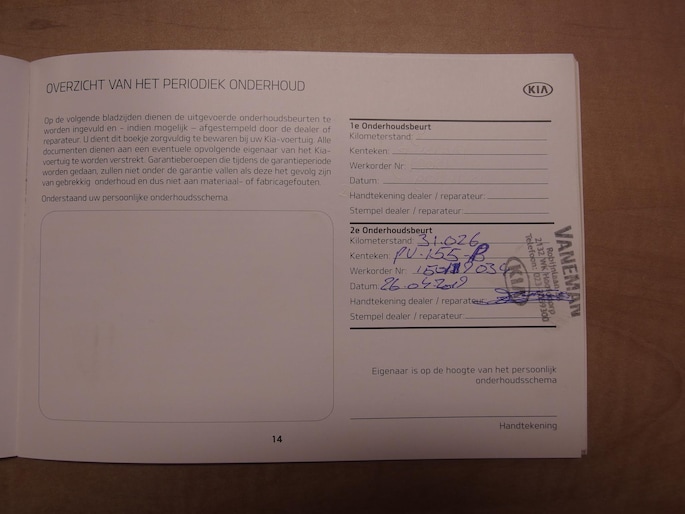 OVERZICHT VAN HET PERIODIEK ONDERHOUD
KIA
Op de volgende bladzijden dienen de uitgevoerde onderhoudsbeurten te
worden ingevuld en - indien mogelijk - afgestempeld door de dealer of
reparateur. U dient dit boekje zorgvuldig te bewaren bij uw Kia-voertuig. Alle
documenten dienen aan een eventuele opvolgende eigenaar van het Kia-
voertuig te worden verstrekt. Garantieberoepen die tijdens de garantieperiode
worden gedaan, zullen niet onder de garantie vallen als deze het gevolg zijn
van gebrekkig onderhoud en dus niet aan materiaal- of fabricagefouten.
Onderstaand uw persoonlijke onderhoudsschema
1e Onderhoudsbeurt
Kilometerstand:
Kenteken:
Werkorder Nr:
Datum:
Handtekening dealer / reparateur:
Stempel dealer / reparateur:
2e Onderhoudsbeurt
Kilometerstand: 31.026
Kenteken: PV-155-
Werkorder Nr:
Datum: 26.04.2019
Handtekening dealer / reparateur:
Stempel dealer / reparateur:
VANEMAN
KIA
Eigenaar is op de hoogte van het persoonlijk
onderhoudsschema
Handtekening
14